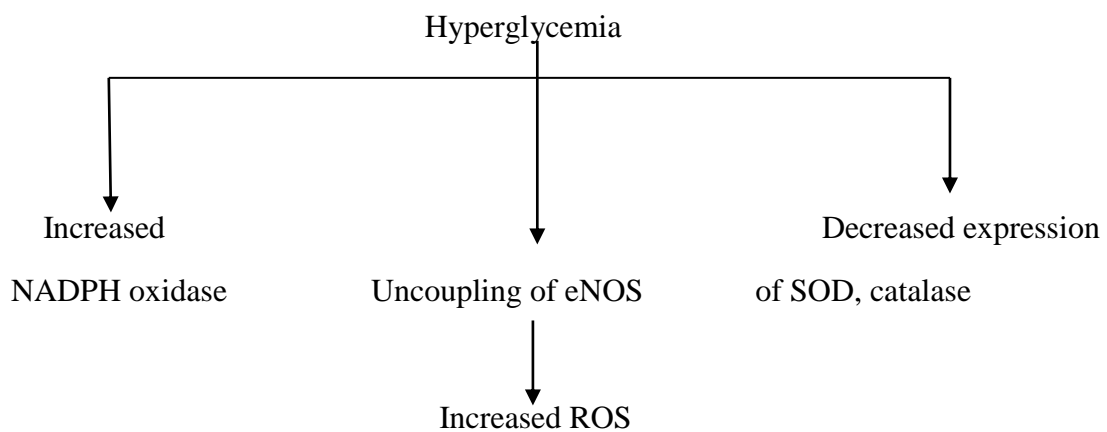 Hyperglycemia
Increased
NADPH oxidase
Uncoupling of eNOS
Decreased expression
of SOD, catalase
Increased ROS